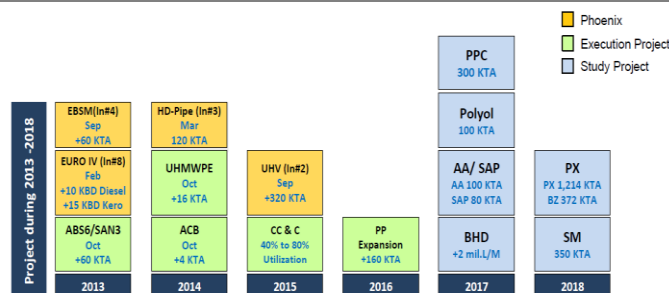 Phoenix
Execution Project
Study Project
Project during 2013 -2018
EBSM(In#4)
Sep
+60 KTA
EURO IV (In#8)
Feb
+10 KBD Diesel
+15 KBD Kero
ABS6/SAN3
Oct
+60 KTA
2013
HD-Pipe (In#3)
Mar
120 KTA
UHMWPE
Oct
+16 KTA
ACB
Oct
+4 KTA
2014
UHV (In#2)
Sep
+320 KTA
CC & C
40% to 80%
Utilization
2015
PP
Expansion
+160 KTA
2016
PPC
300 KTA
Polyol
100 KTA
AA/ SAP
AA 100 KTA
SAP 80 KTA
BHD
+2 mil.L/M
2017
PX
PX 1,214 KTA
BZ 372 KTA
SM
350 KTA
2018